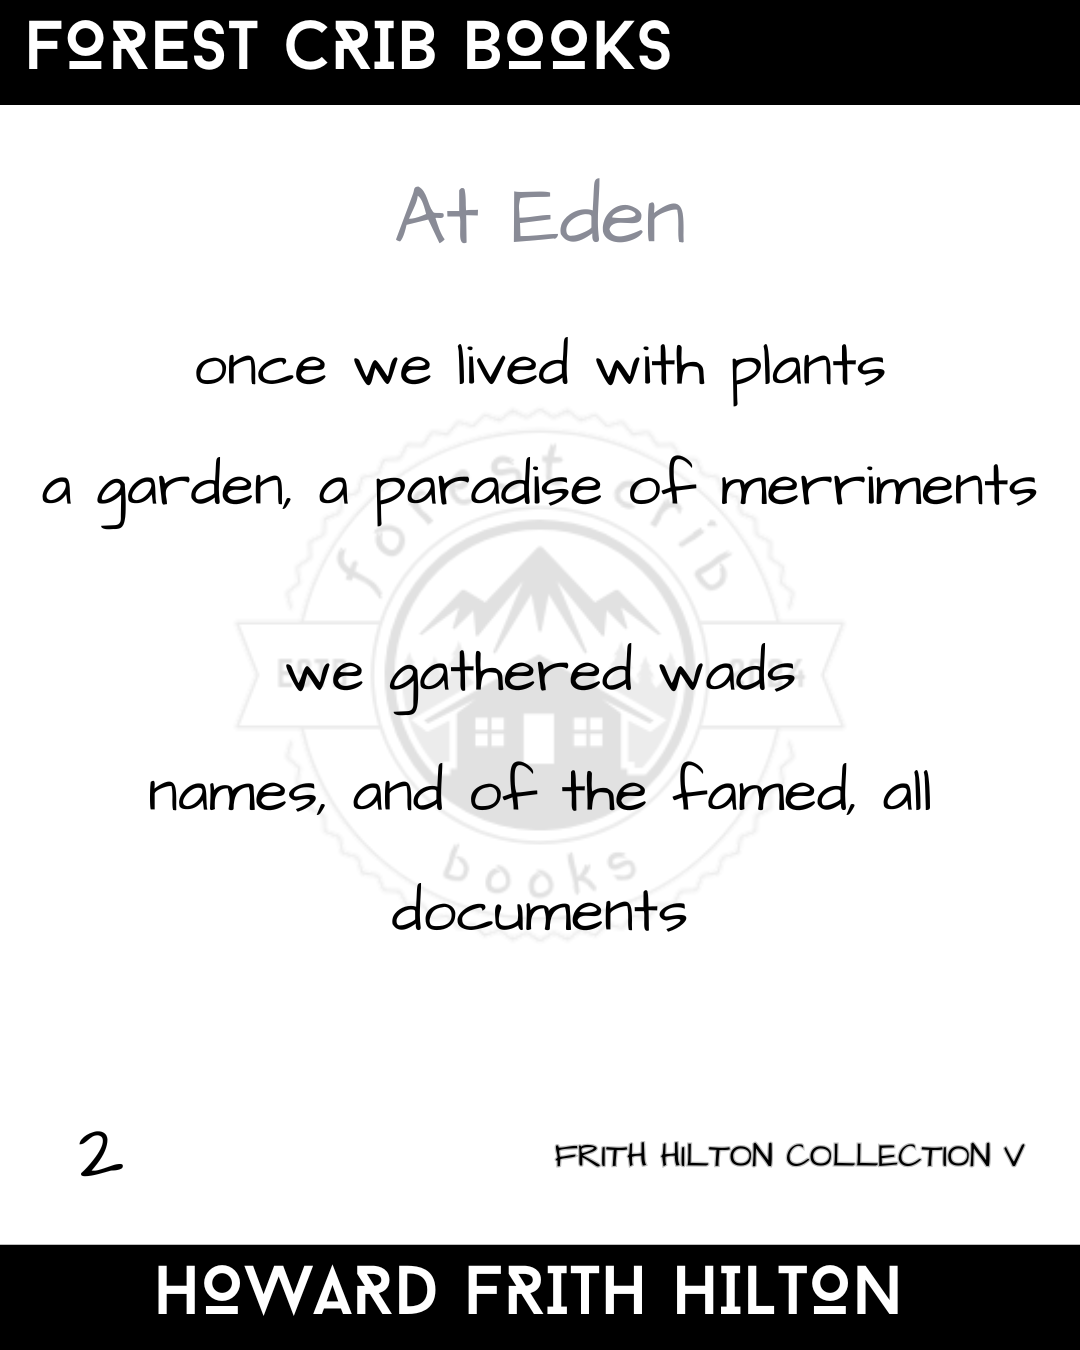 FOREST CRIB BOOKS
At Eden
once we lived with plants
a garden, a paradise of merriments
forest crib
we gathered wads
ESTD
names, and of the famed, all
books
documents
2
FRITH HILTON COLLECTION V
HOWARD FRITH HILTON